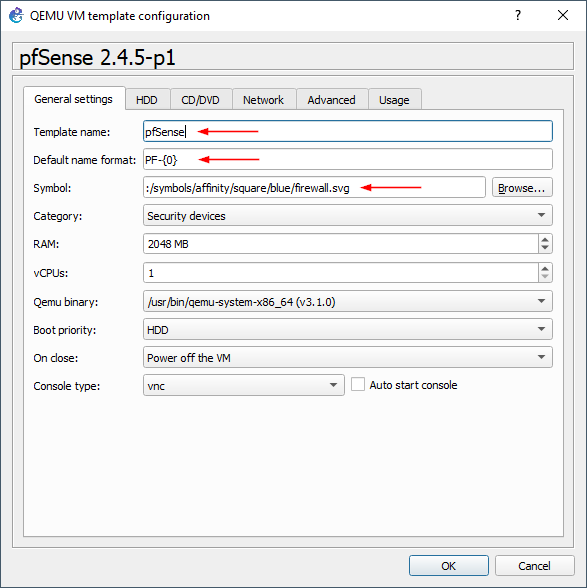 QEMU VM template configuration ?
pfSense 2.4.5-p1
General settings HDD CD/DVD Network Advanced Usage
Template name: pfSense
Default name format: PF-{0}
Symbol: :/symbols/affinity/square/blue/firewall.svg Browse...
Category: Security devices
RAM: 2048 MB
vCPUs: 1
Qemu binary: /usr/bin/qemu-system-x86_64 (v3.1.0)
Boot priority: HDD
On close: Power off the VM
Console type: vnc Auto start console
OK Cancel